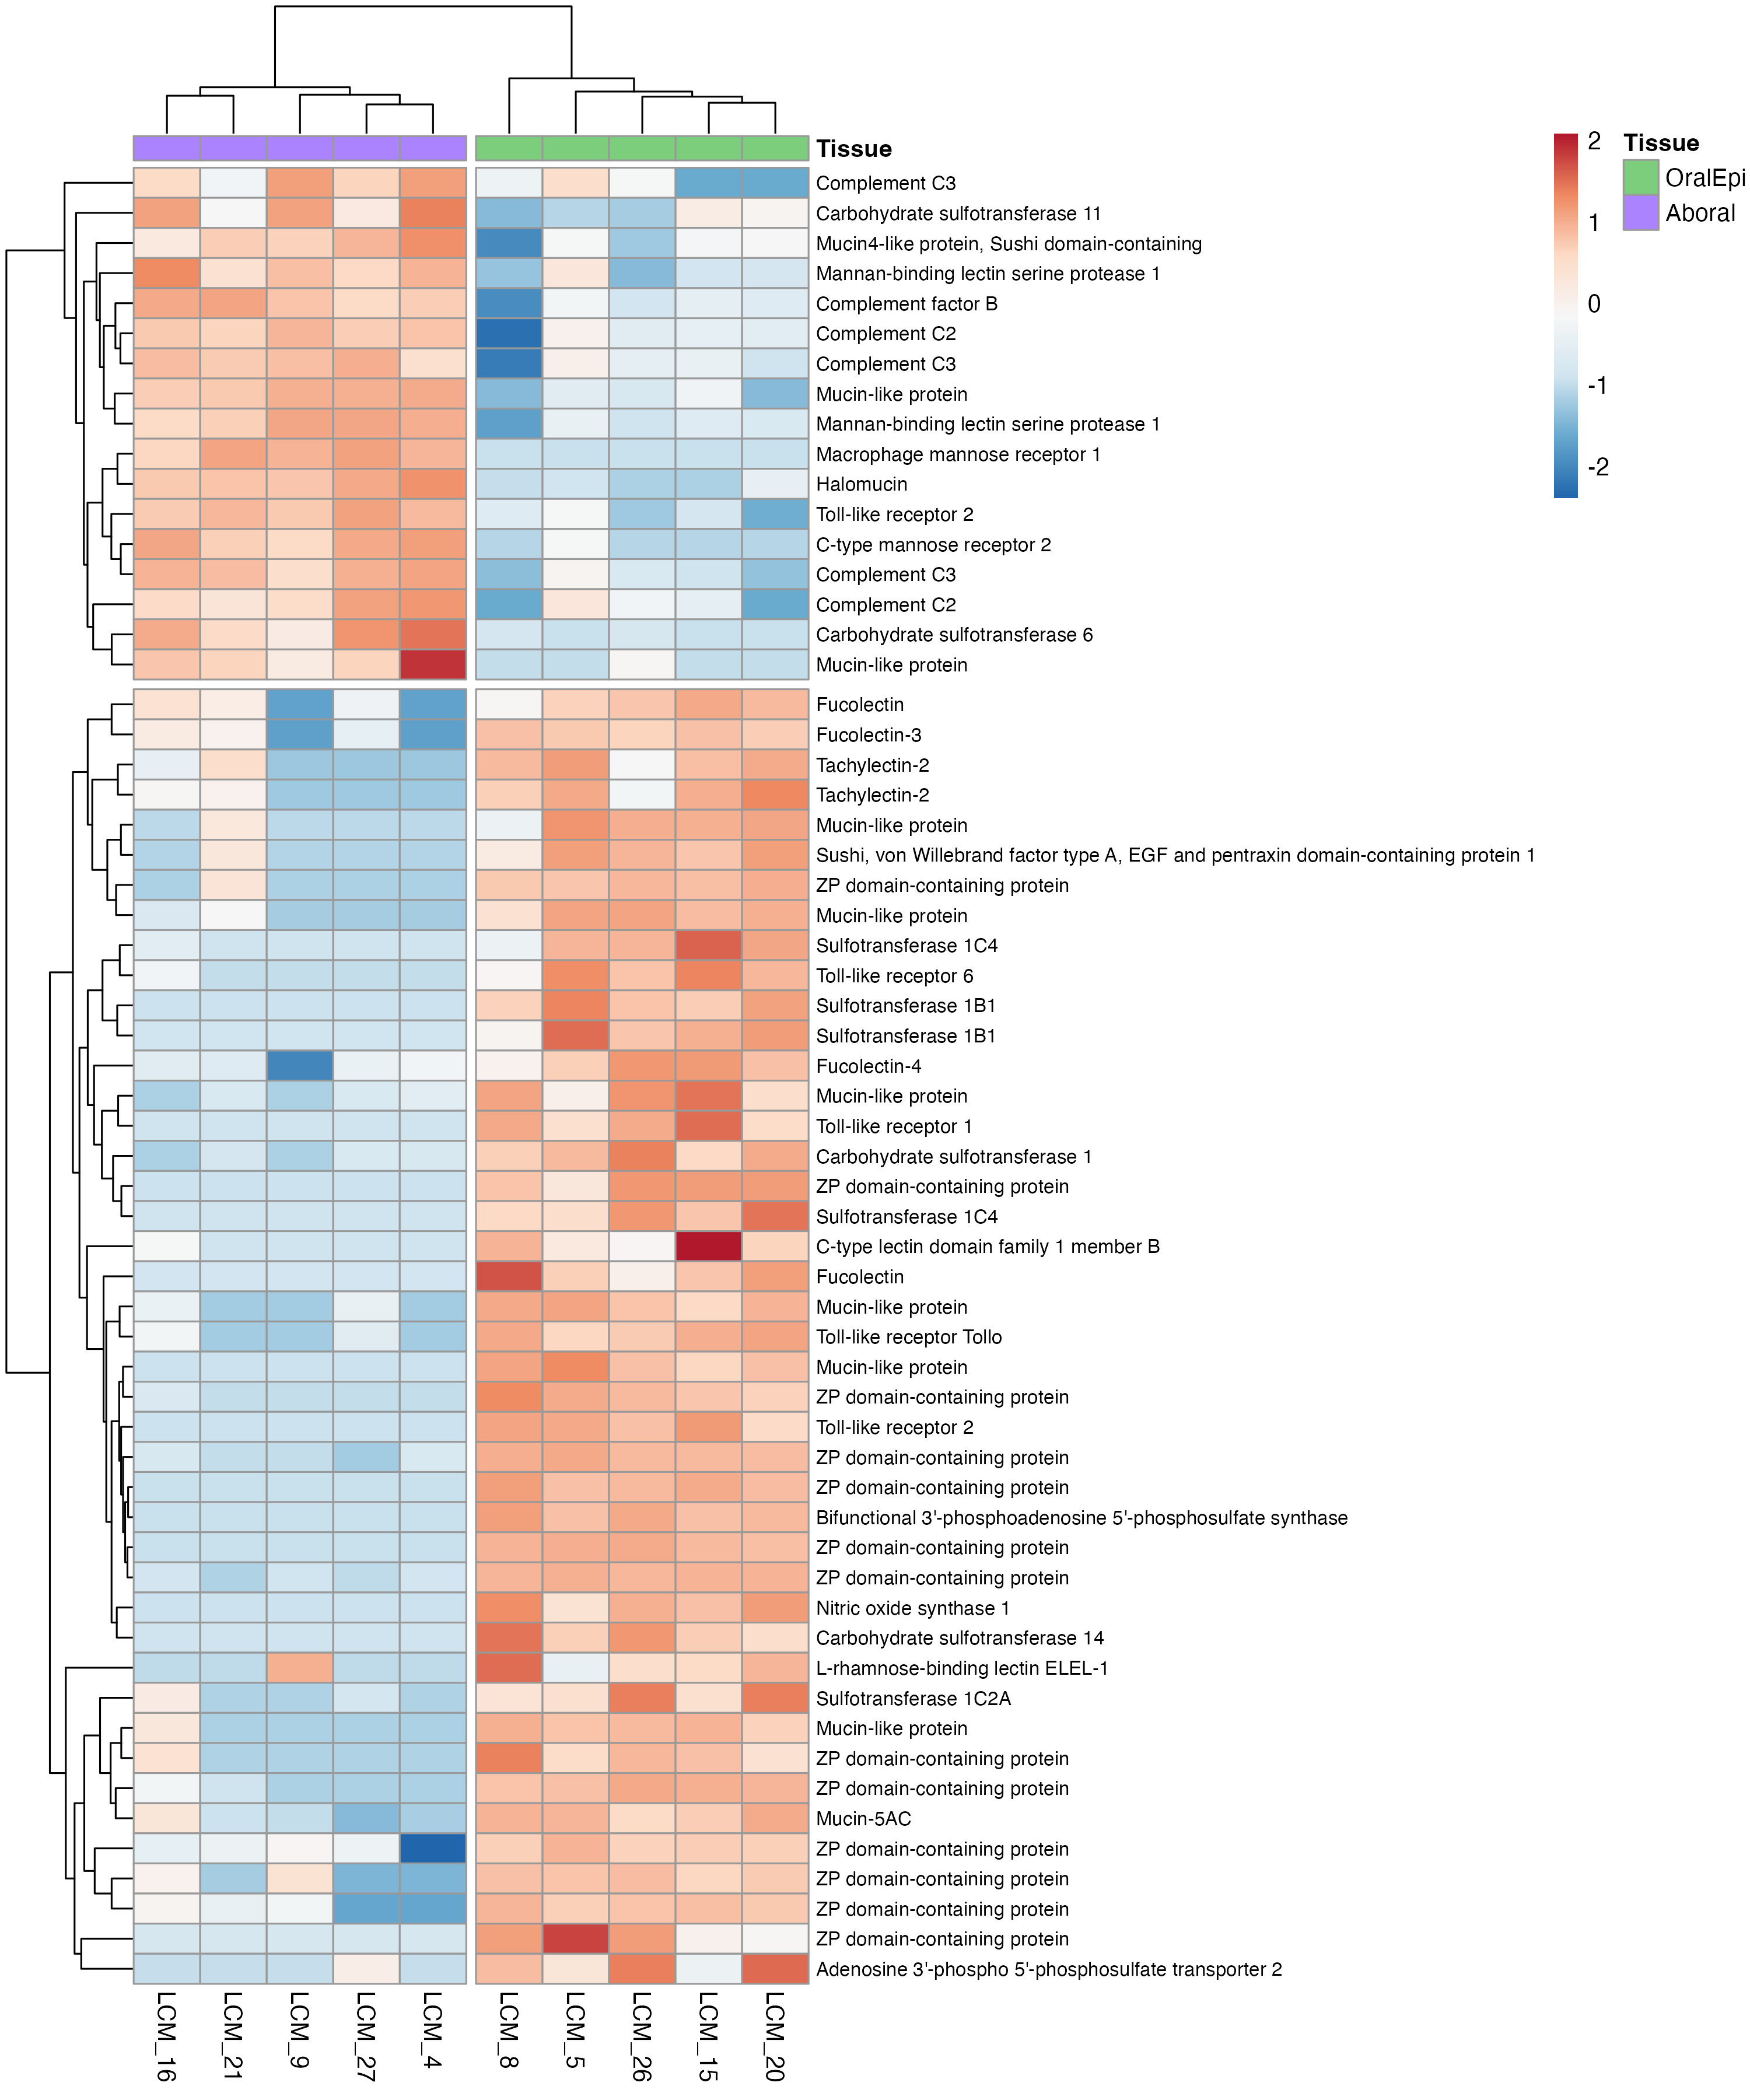 Tissue
Complement C3
Carbohydrate sulfotransferase 11
Mucin4-like protein, Sushi domain-containing
Mannan-binding lectin serine protease 1
Complement factor B
Complement C2
Complement C3
Mucin-like protein
Mannan-binding lectin serine protease 1
Macrophage mannose receptor 1
Halomucin
Toll-like receptor 2
C-type mannose receptor 2
Complement C3
Complement C2
Carbohydrate sulfotransferase 6
Mucin-like protein
Fucolectin
Fucolectin-3
Tachylectin-2
Tachylectin-2
Mucin-like protein
Sushi, von Willebrand factor type A, EGF and pentraxin domain-containing protein 1
ZP domain-containing protein
Mucin-like protein
Sulfotransferase 1C4
Toll-like receptor 6
Sulfotransferase 1B1
Sulfotransferase 1B1
Fucolectin-4
Mucin-like protein
Toll-like receptor 1
Carbohydrate sulfotransferase 1
ZP domain-containing protein
Sulfotransferase 1C4
C-type lectin domain family 1 member B
Fucolectin
Mucin-like protein
Toll-like receptor Tollo
Mucin-like protein
ZP domain-containing protein
Toll-like receptor 2
ZP domain-containing protein
ZP domain-containing protein
Bifunctional 3'-phosphoadenosine 5'-phosphosulfate synthase
ZP domain-containing protein
ZP domain-containing protein
Nitric oxide synthase 1
Carbohydrate sulfotransferase 14
L-rhamnose-binding lectin ELEL-1
Sulfotransferase 1C2A
Mucin-like protein
ZP domain-containing protein
ZP domain-containing protein
Mucin-5AC
ZP domain-containing protein
ZP domain-containing protein
ZP domain-containing protein
ZP domain-containing protein
Adenosine 3'-phospho 5'-phosphosulfate transporter 2
LCM_16
LCM_21
LCM_9
LCM_27
LCM_4
LCM_8
LCM_5
LCM_26
LCM_15
LCM_20
2
1
0
-1
-2
Tissue
OralEpi
Aboral